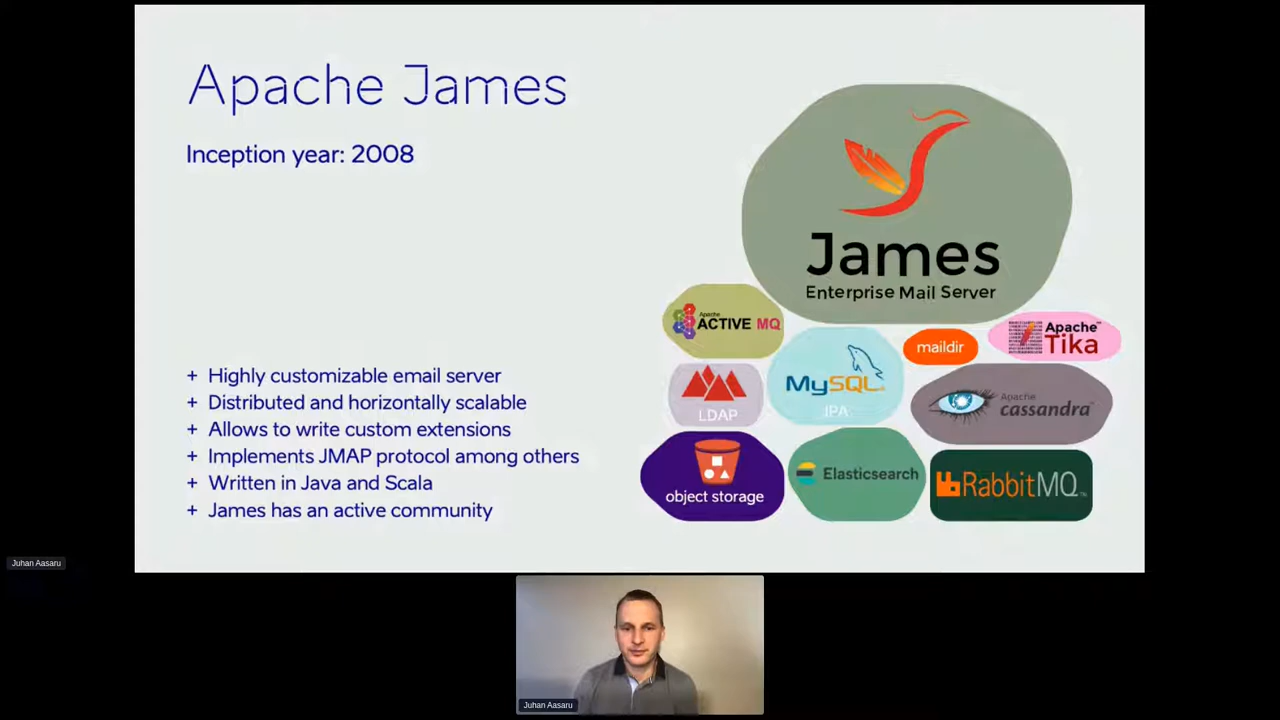 Apache James
Inception year: 2008
James
Enterprise Mail Server
Apache
ACTIVE MQ
maildir
Apache™
Tika
MySQL
JPA
LDAP
Apache
cassandra
object storage
Elasticsearch
RabbitMQ™
+ Highly customizable email server
+ Distributed and horizontally scalable
+ Allows to write custom extensions
+ Implements JMAP protocol among others
+ Written in Java and Scala
+ James has an active community
Juhan Aasaru
Juhan Aasaru